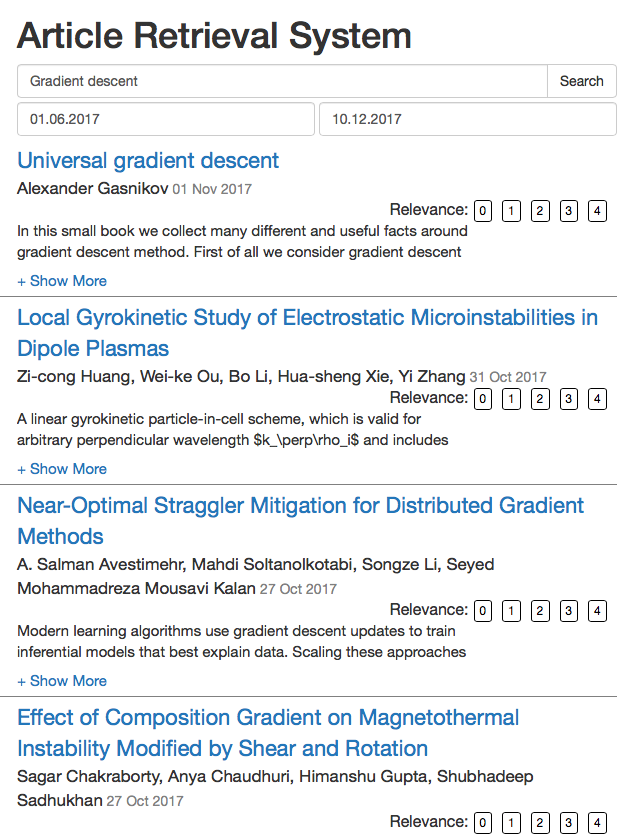 Article Retrieval System
Gradient descent Search
01.06.2017 10.12.2017
Universal gradient descent
Alexander Gasnikov 01 Nov 2017
Relevance: 0 1 2 3 4
In this small book we collect many different and useful facts around
gradient descent method. First of all we consider gradient descent
+ Show More
Local Gyrokinetic Study of Electrostatic Microinstabilities in
Dipole Plasmas
Zi-cong Huang, Wei-ke Ou, Bo Li, Hua-sheng Xie, Yi Zhang 31 Oct 2017
Relevance: 0 1 2 3 4
A linear gyrokinetic particle-in-cell scheme, which is valid for
arbitrary perpendicular wavelength $k_\perp\rho_i$ and includes
+ Show More
Near-Optimal Straggler Mitigation for Distributed Gradient
Methods
A. Salman Avestimehr, Mahdi Soltanolkotabi, Songze Li, Seyed
Mohammadreza Mousavi Kalan 27 Oct 2017
Relevance: 0 1 2 3 4
Modern learning algorithms use gradient descent updates to train
inferential models that best explain data. Scaling these approaches
+ Show More
Effect of Composition Gradient on Magnetothermal
Instability Modified by Shear and Rotation
Sagar Chakraborty, Anya Chaudhuri, Himanshu Gupta, Shubhadeep
Sadhukhan 27 Oct 2017
Relevance: 0 1 2 3 4